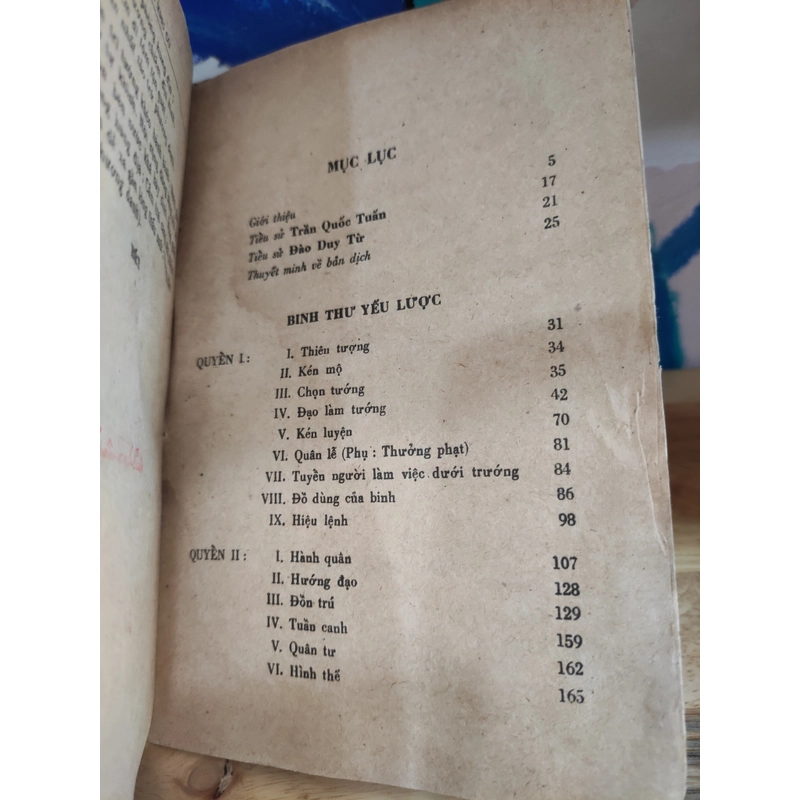 MỤC LỤC
Giới thiệu 5
Tiểu sử Trần Quốc Tuấn 17
Tiểu sử Đào Duy Từ 21
Thuyết minh về bản dịch 25
BINH THƯ YẾU LƯỢC
QUYỀN I : I. Thiên tượng 31
II. Kén mộ 34
III. Chọn tướng 35
IV. Đạo làm tướng 42
V. Kén luyện 70
VI. Quân lễ (Phụ : Thưởng phạt) 81
VII. Tuyển người làm việc dưới trướng 84
VIII. Đồ dùng của binh 86
IX. Hiệu lệnh 98
QUYỀN II : I. Hành quân 107
II. Hướng đạo 128
III. Đồn trú 129
IV. Tuần canh 159
V. Quân tư 162
VI. Hình thế 165